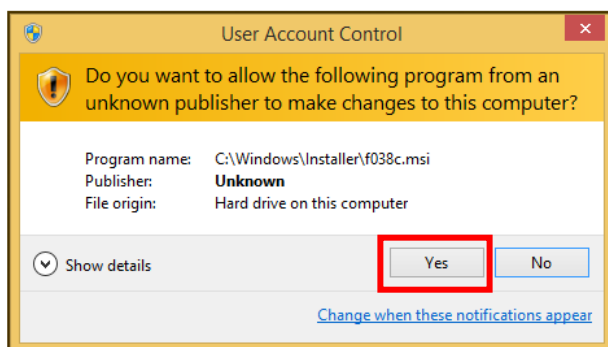 User Account Control
Do you want to allow the following program from an
unknown publisher to make changes to this computer?
Program name: C:\Windows\Installer\f038c.msi
Publisher: Unknown
File origin: Hard drive on this computer
Show details Yes No
Change when these notifications appear